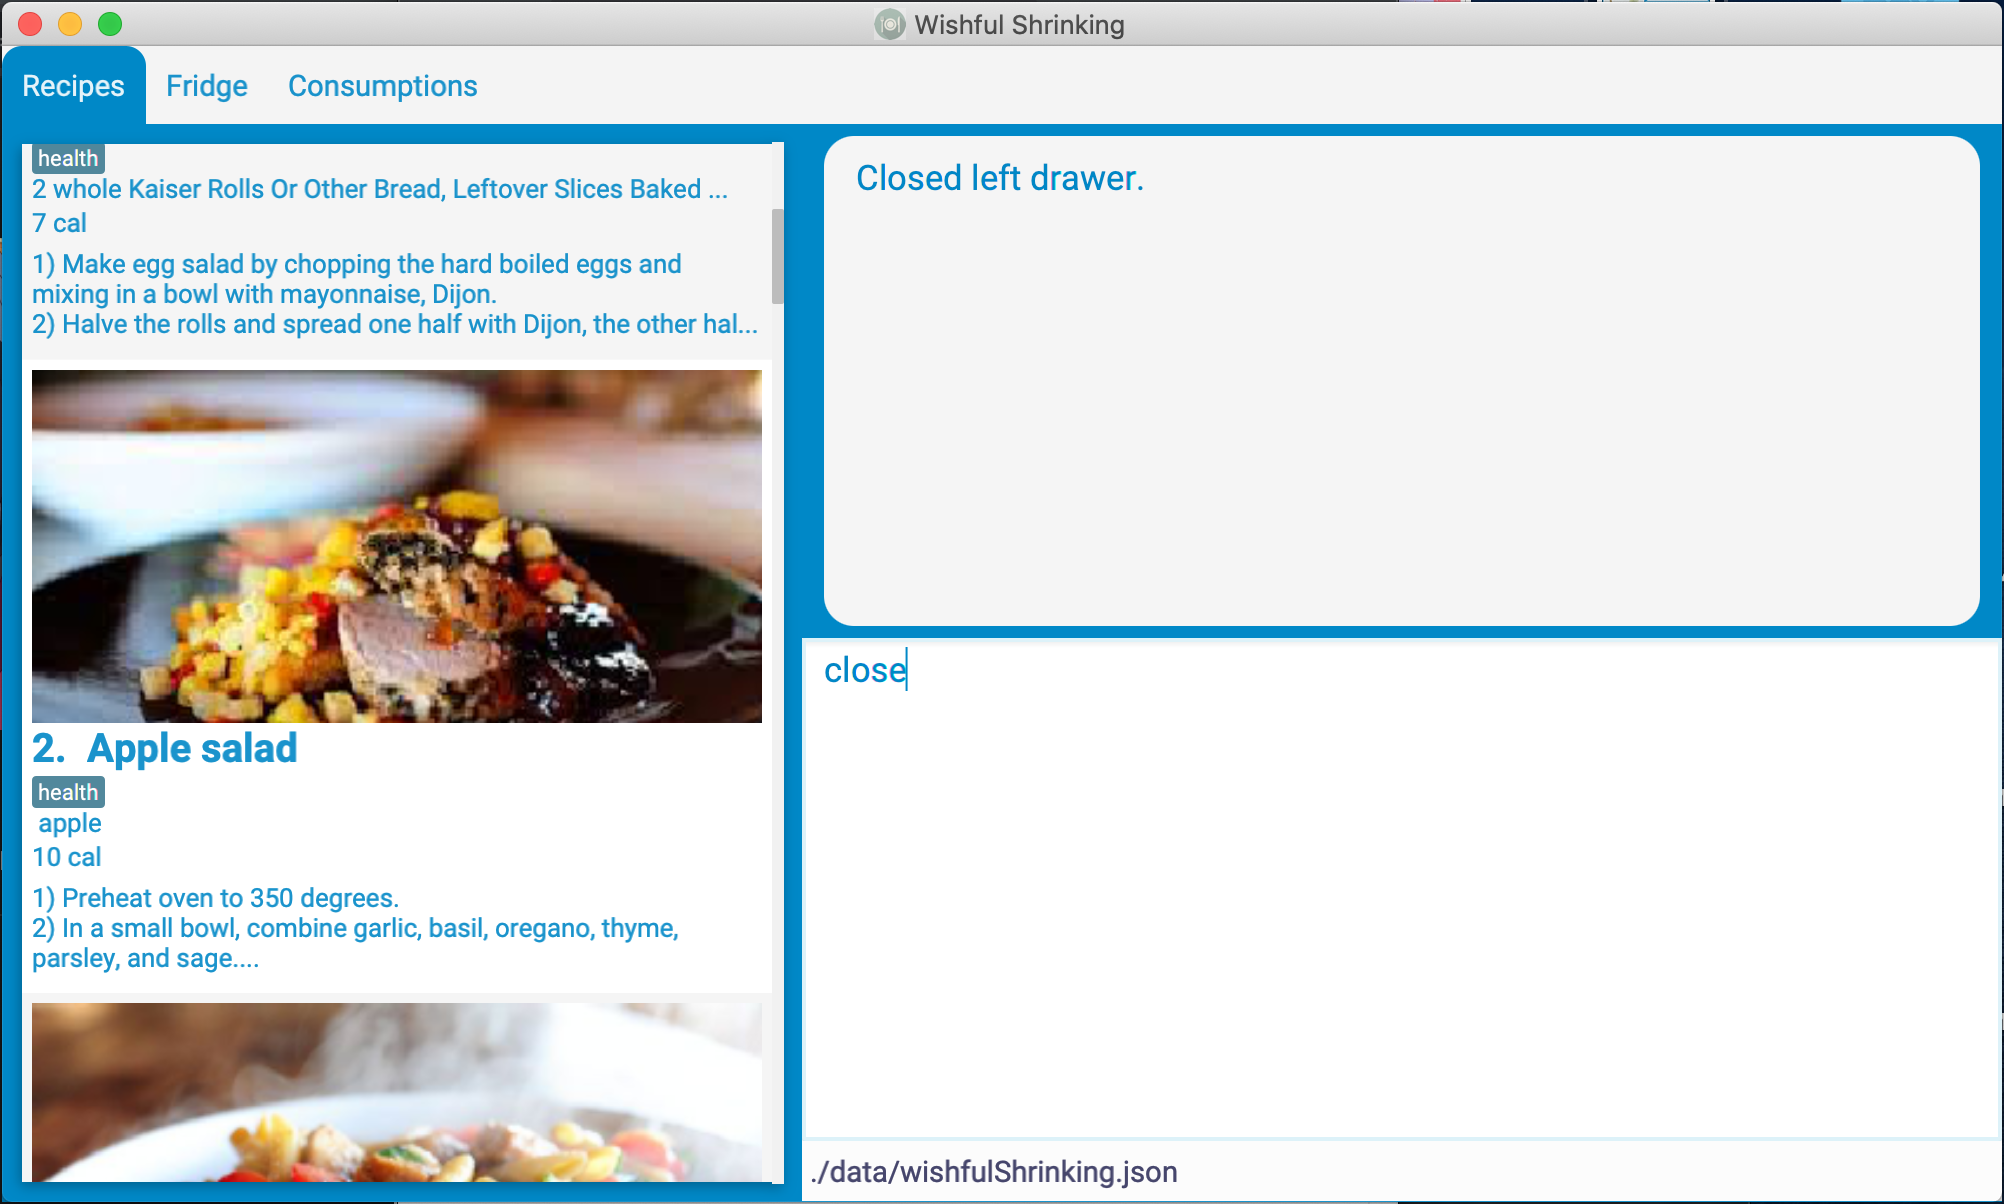 Wishful Shrinking
Recipes
Fridge
Consumptions
health
2 whole Kaiser Rolls Or Other Bread, Leftover Slices Baked ...
7 cal
1) Make egg salad by chopping the hard boiled eggs and
mixing in a bowl with mayonnaise, Dijon.
2) Halve the rolls and spread one half with Dijon, the other hal...
2. Apple salad
health
apple
10 cal
1) Preheat oven to 350 degrees.
2) In a small bowl, combine garlic, basil, oregano, thyme,
parsley, and sage....
Closed left drawer.
close
./data/wishfulShrinking.json